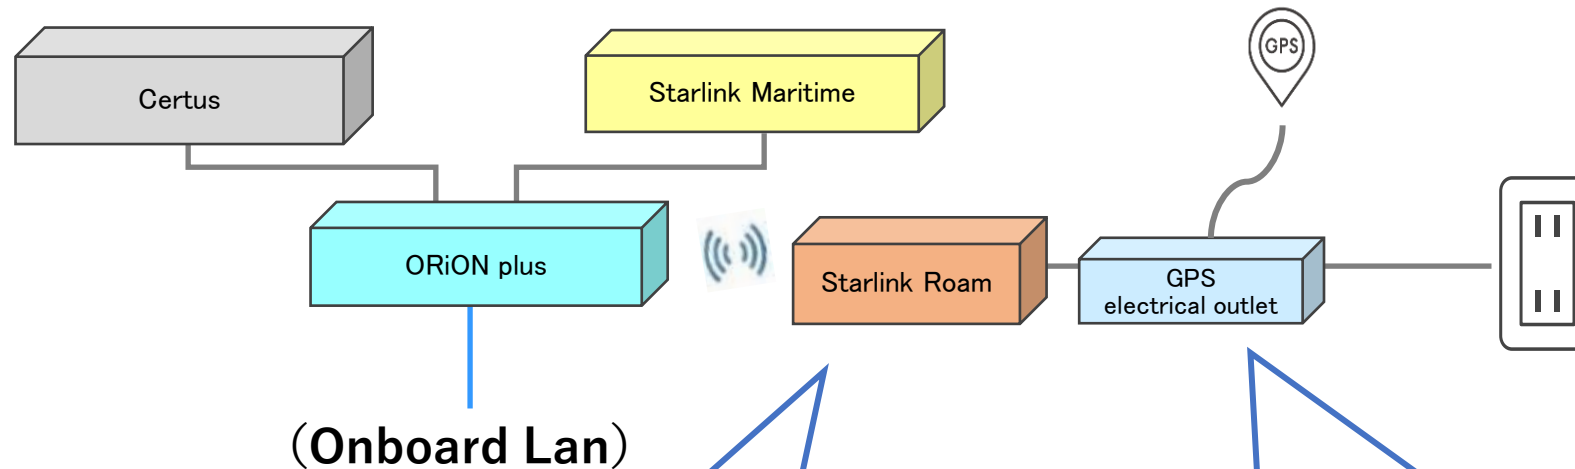 Certus
Starlink Maritime
GPS
ORiON plus
Starlink Roam
GPS
electrical outlet
（Onboard Lan）